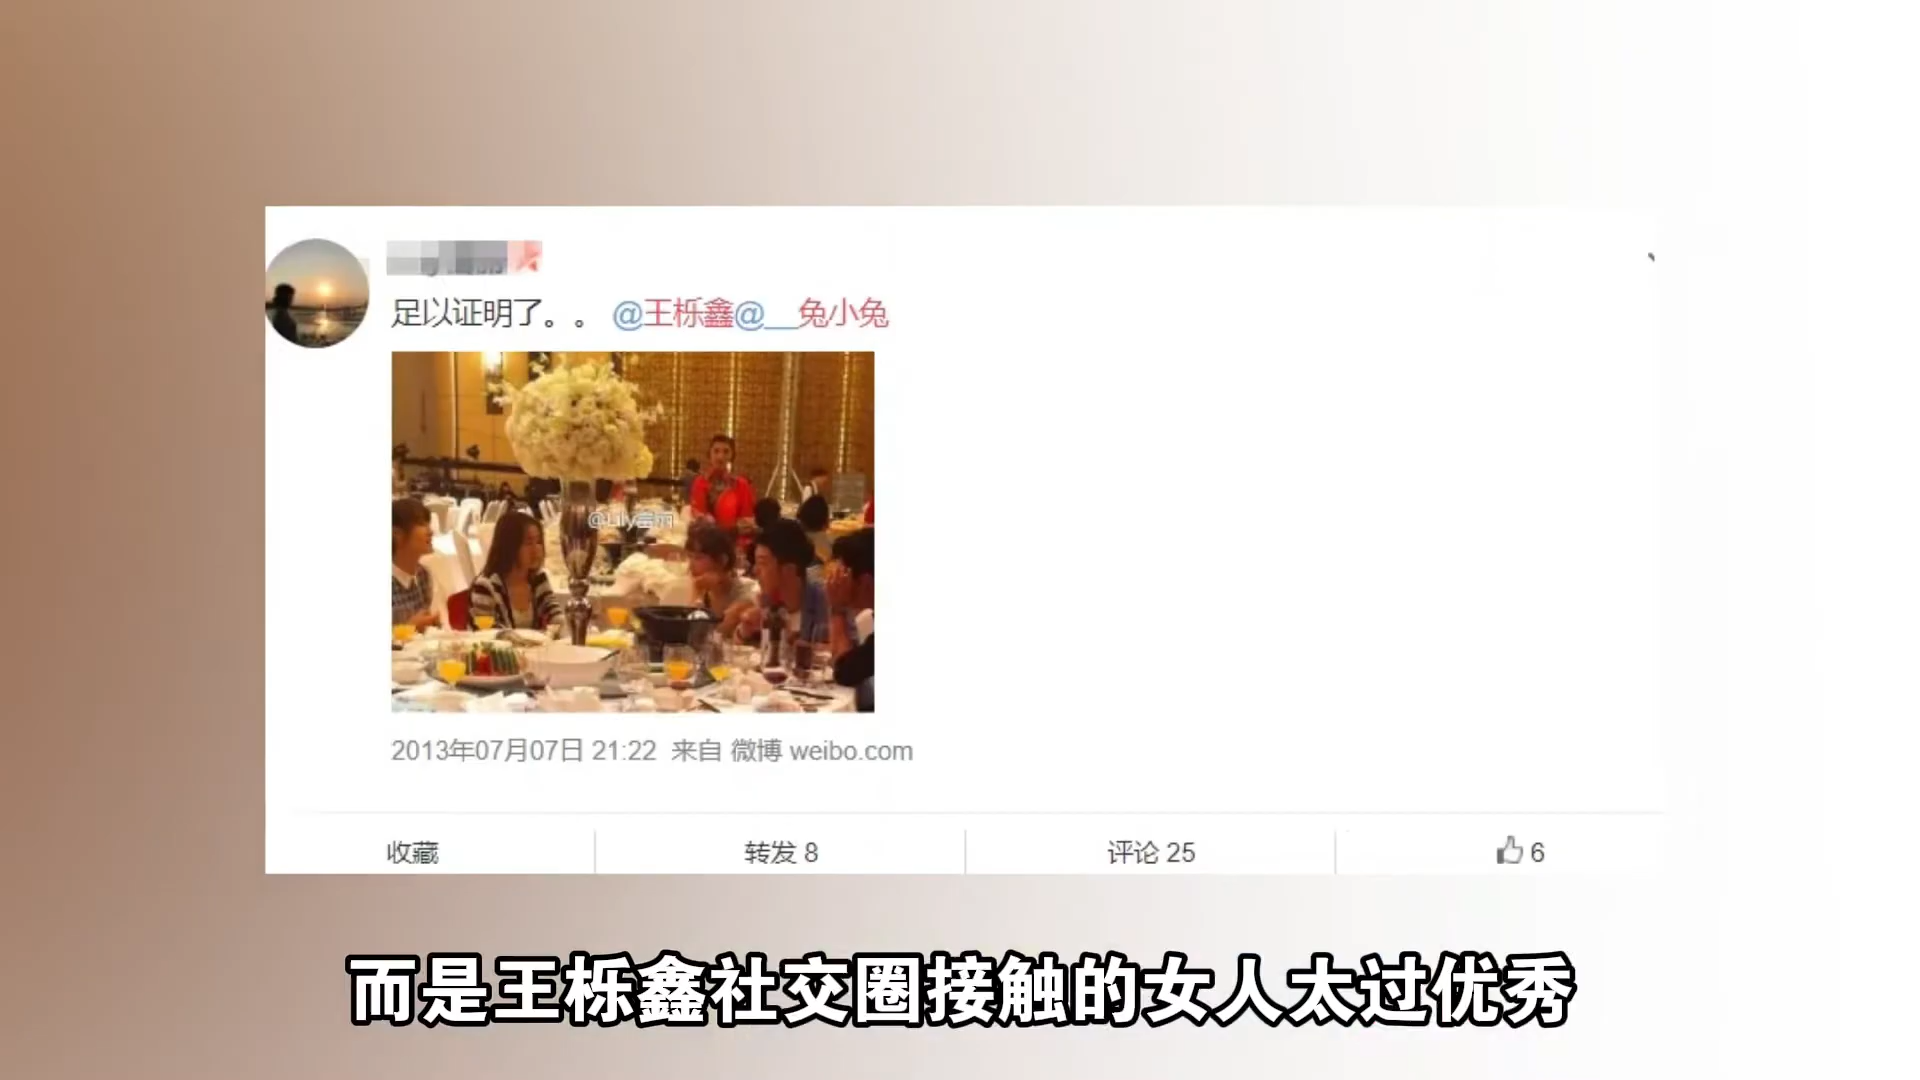 足以证明了。。 @王栎鑫@__兔小兔
@Lily富丽
2013年07月07日 21:22 来自 微博 weibo.com
收藏
转发 8
评论 25
6
而是王栎鑫社交圈接触的女人太过优秀